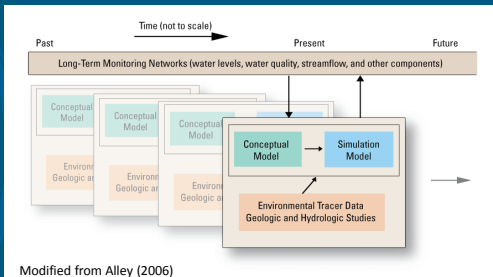 Time (not to scale)
Past Present Future
Long-Term Monitoring Networks (water levels, water quality, streamflow, and other components)
Conceptual
Model
Conceptual
Model
Conceptual
Model
Conceptual
Model
Simulation
Model
Geologic
Geologic
Environmental Tracer Data
Geologic and Hydrologic Studies
Modified from Alley (2006)